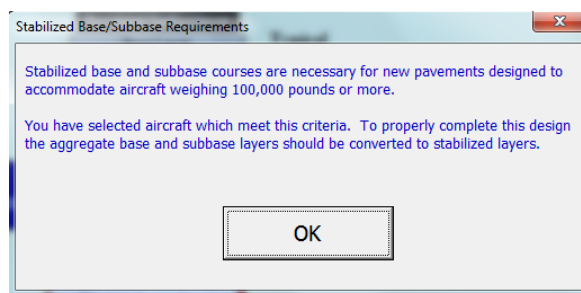 Stabilized Base/Subbase Requirements
Stabilized base and subbase courses are necessary for new pavements designed to
accommodate aircraft weighing 100,000 pounds or more.
You have selected aircraft which meet this criteria.  To properly complete this design
the aggregate base and subbase layers should be converted to stabilized layers.
OK